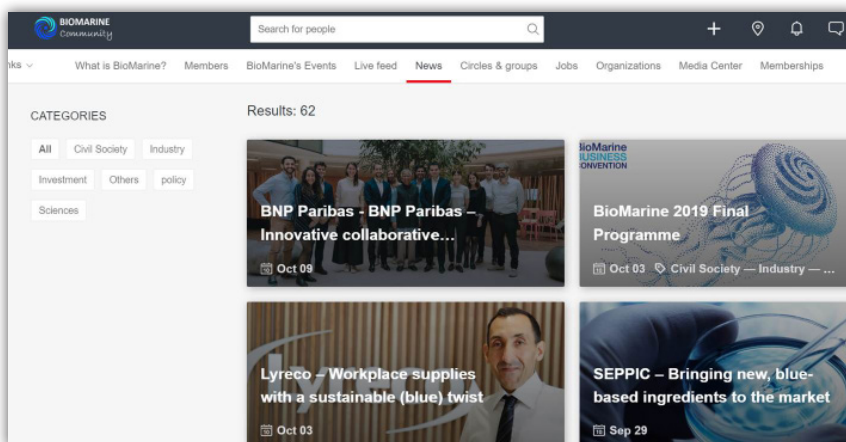 BIOMARINE
Community
Search for people
What is BioMarine?
Members
BioMarine's Events
Live feed
News
Circles & groups
Jobs
Organizations
Media Center
Memberships
CATEGORIES
All
Civil Society
Industry
Investment
Others
policy
Sciences
Results: 62
BNP Paribas - BNP Paribas –
Innovative collaborative…
Oct 09
BioMarine
BUSINESS
CONVENTION
BioMarine 2019 Final
Programme
Oct 03
Civil Society — Industry — …
Lyreco – Workplace supplies
with a sustainable (blue) twist
Oct 03
SEPPIC – Bringing new, blue-
based ingredients to the market
Sep 29